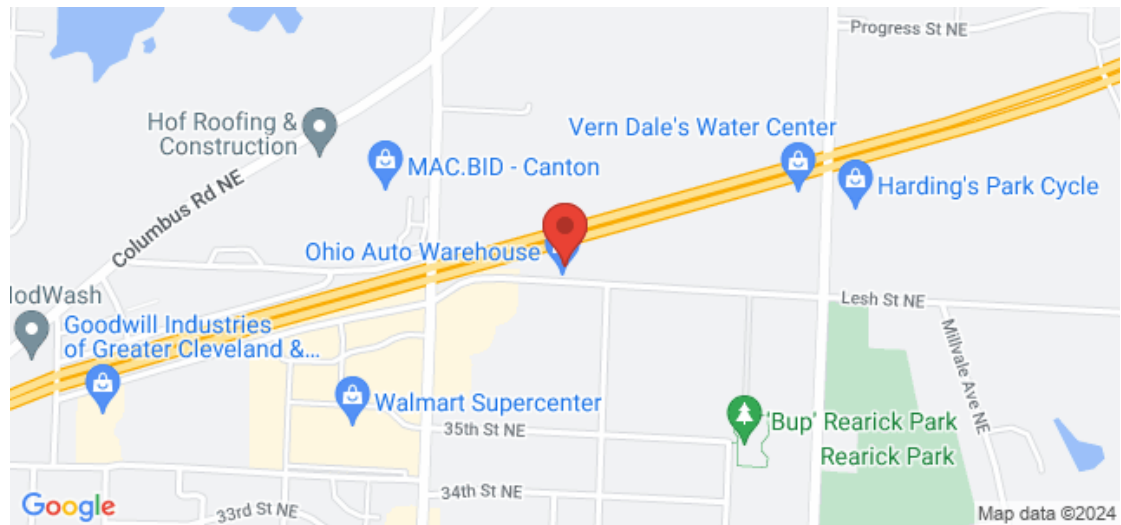 Progress St NE
Hof Roofing &
Construction
Vern Dale's Water Center
MAC.BID - Canton
Harding's Park Cycle
Columbus Rd NE
Ohio Auto Warehouse
Lesh St NE
Goodwill Industries
of Greater Cleveland &...
Millvale Ave NE
Walmart Supercenter
35th St NE
'Bup' Rearick Park
Rearick Park
34th St NE
33rd St NE
Google
Map data ©2024